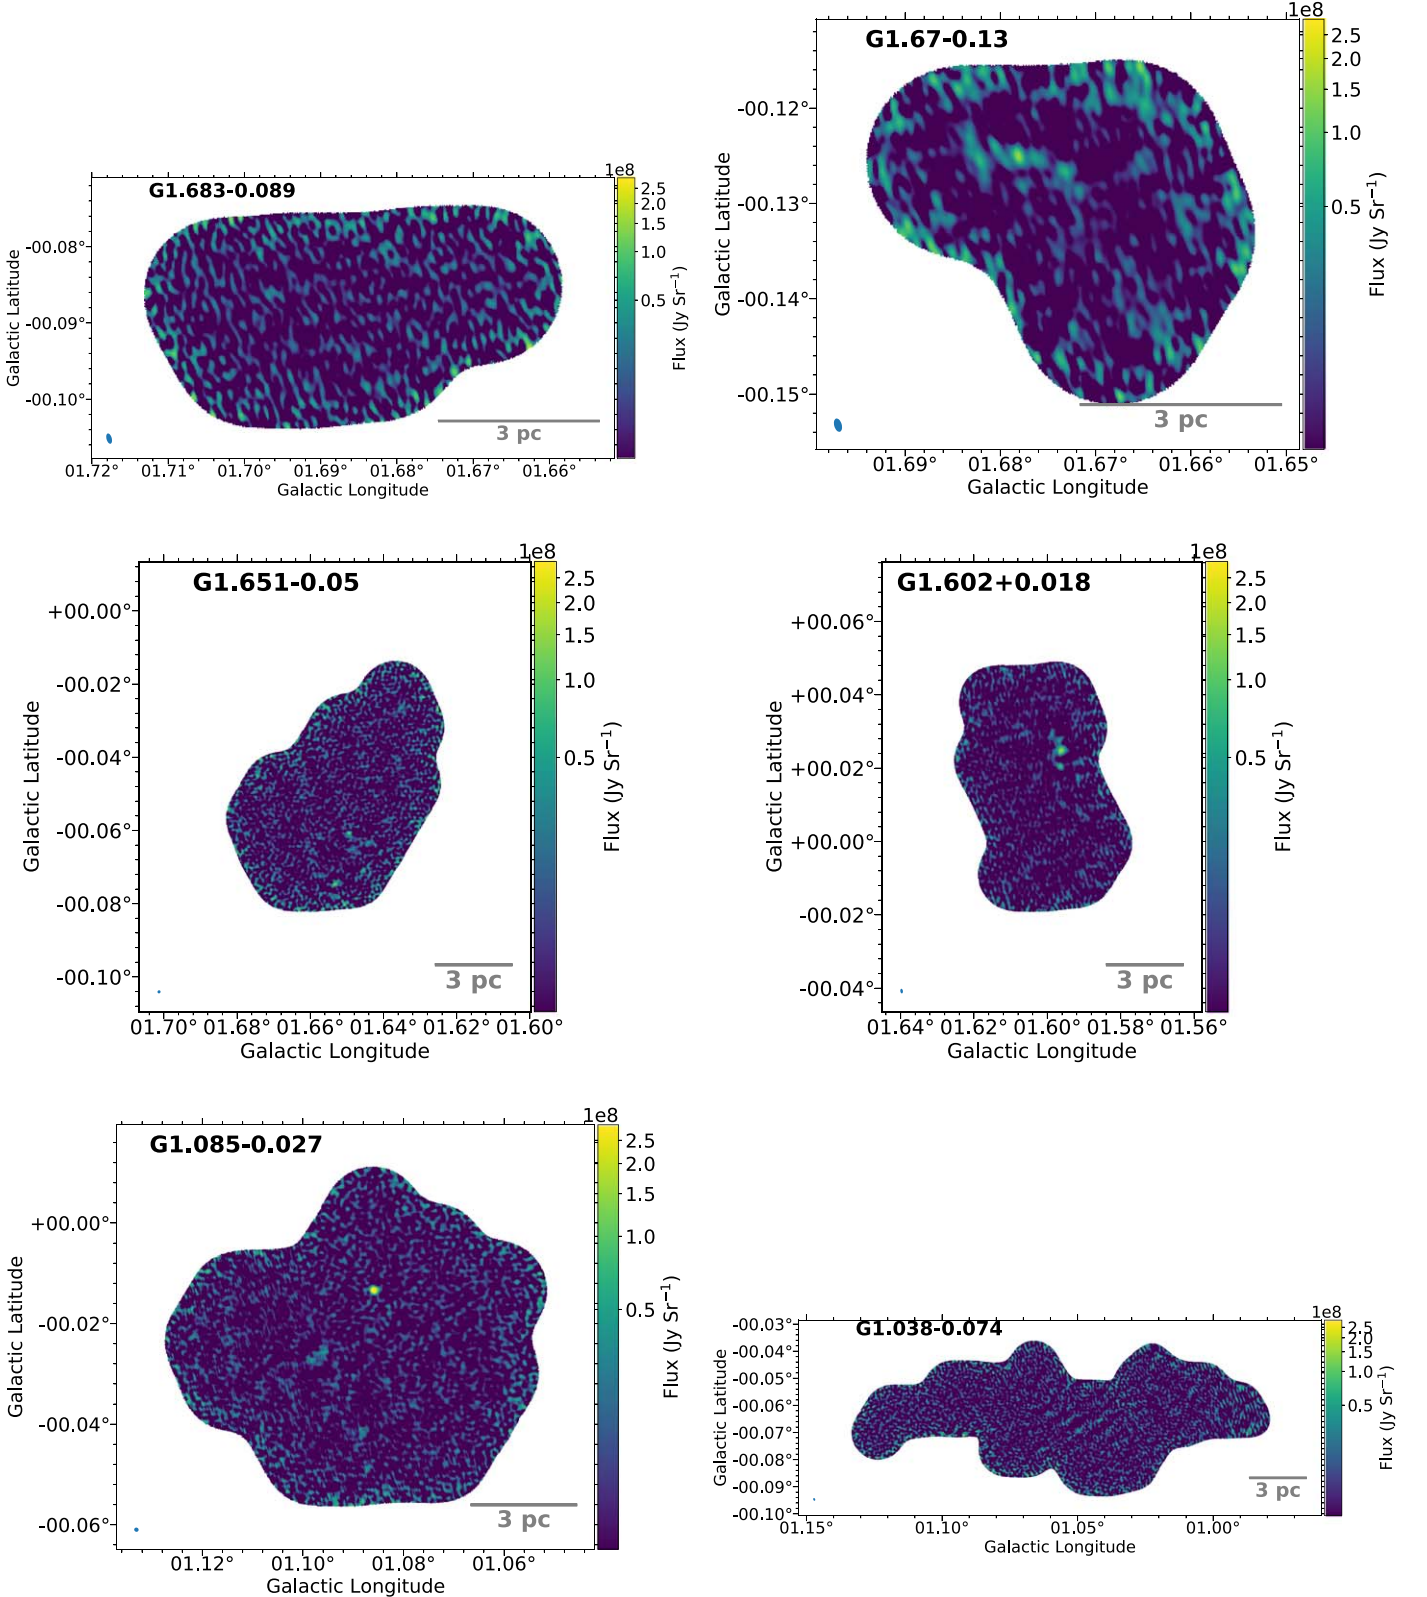 G1.683-0.089
1e8
2.5
2.0
1.5
1.0
0.5
Flux (Jy Sr−1)
-00.08°
-00.09°
-00.10°
Galactic Latitude
3 pc
01.72° 01.71° 01.70° 01.69° 01.68° 01.67° 01.66°
Galactic Longitude
G1.67-0.13
1e8
2.5
2.0
1.5
1.0
0.5
Flux (Jy Sr−1)
-00.12°
-00.13°
-00.14°
-00.15°
Galactic Latitude
3 pc
01.69° 01.68° 01.67° 01.66° 01.65°
Galactic Longitude
G1.651-0.05
1e8
2.5
2.0
1.5
1.0
0.5
Flux (Jy Sr−1)
+00.00°
-00.02°
-00.04°
-00.06°
-00.08°
-00.10°
Galactic Latitude
3 pc
01.70° 01.68° 01.66° 01.64° 01.62° 01.60°
Galactic Longitude
G1.602+0.018
1e8
2.5
2.0
1.5
1.0
0.5
Flux (Jy Sr−1)
+00.06°
+00.04°
+00.02°
+00.00°
-00.02°
-00.04°
Galactic Latitude
3 pc
01.64° 01.62° 01.60° 01.58° 01.56°
Galactic Longitude
G1.085-0.027
1e8
2.5
2.0
1.5
1.0
0.5
Flux (Jy Sr−1)
+00.00°
-00.02°
-00.04°
-00.06°
Galactic Latitude
3 pc
01.12° 01.10° 01.08° 01.06°
Galactic Longitude
G1.038-0.074
1e8
2.5
2.0
1.5
1.0
0.5
Flux (Jy Sr−1)
-00.03°
-00.04°
-00.05°
-00.06°
-00.07°
-00.08°
-00.09°
-00.10°
Galactic Latitude
3 pc
01.15° 01.10° 01.05° 01.00°
Galactic Longitude